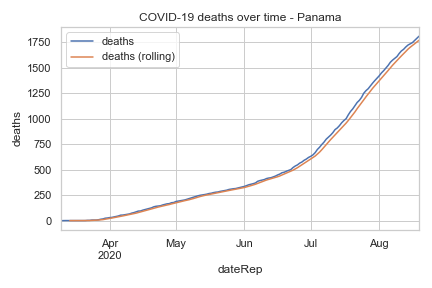 COVID-19 deaths over time - Panama
deaths
deaths (rolling)
1750
1500
1250
1000
750
500
250
0
deaths
Apr
2020
May
Jun
Jul
Aug
dateRep